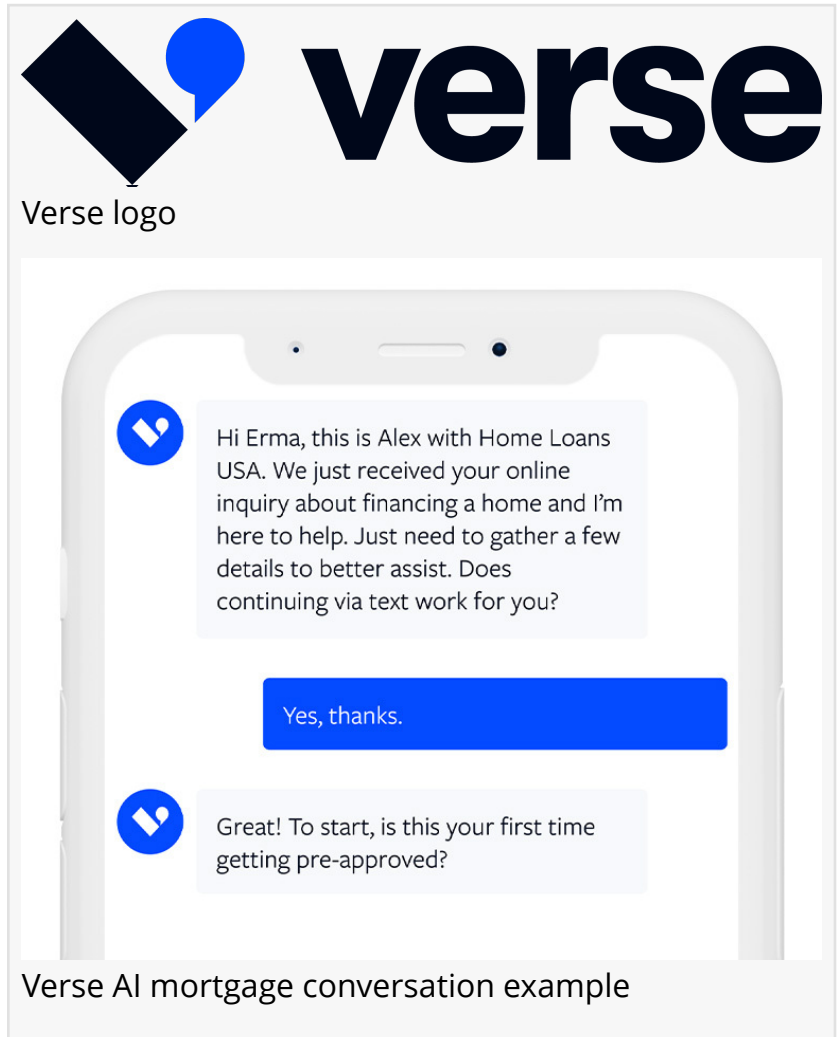 verse
Verse logo
Hi Erma, this is Alex with Home Loans
USA. We just received your online
inquiry about financing a home and I’m
here to help. Just need to gather a few
details to better assist. Does
continuing via text work for you?
Yes, thanks.
Great! To start, is this your first time
getting pre-approved?
Verse AI mortgage conversation example